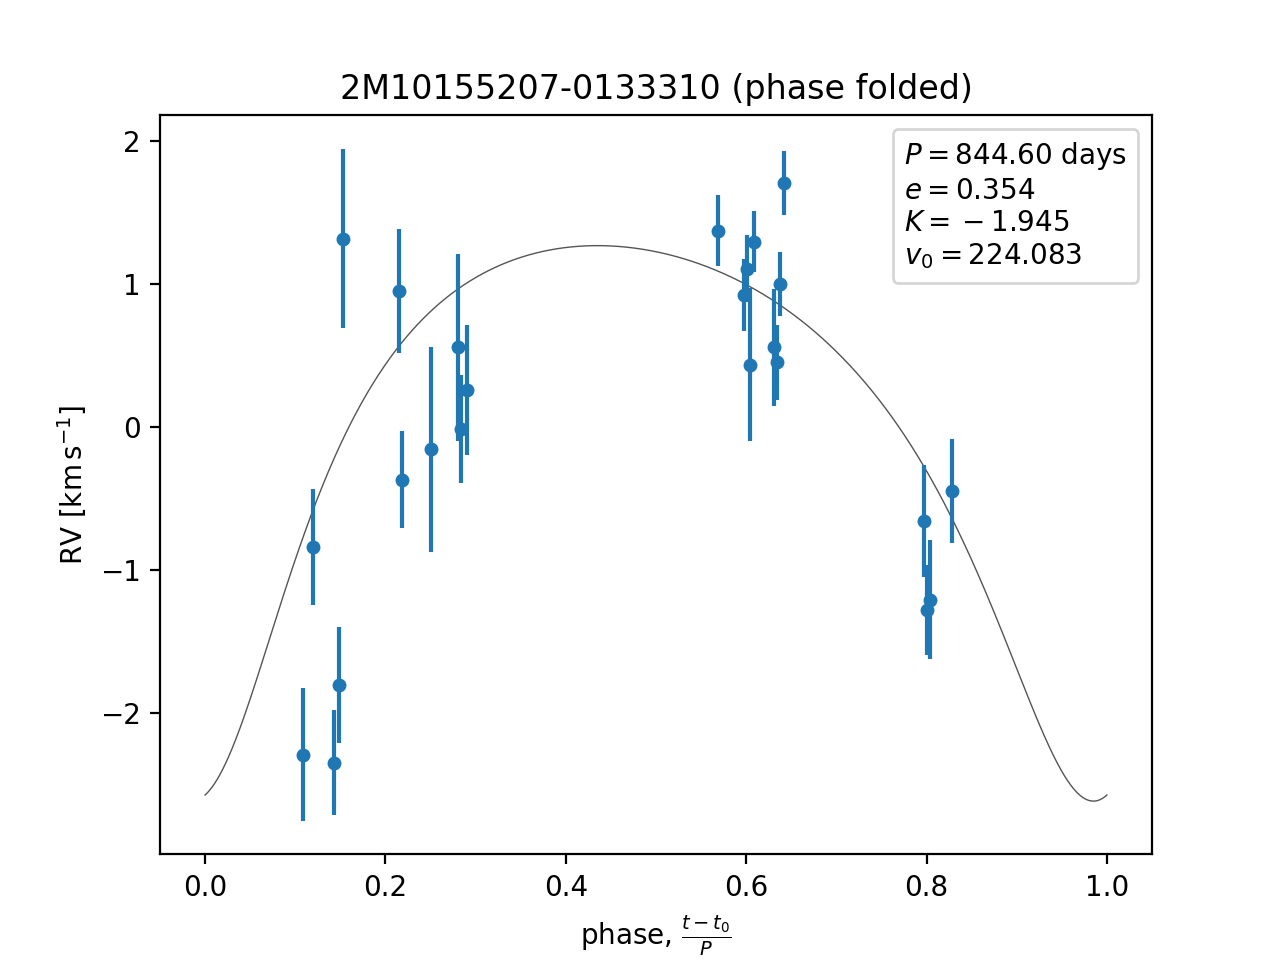 2M10155207-0133310 (phase folded)
P = 844.60 days
e = 0.354
K = −1.945
v₀ = 224.083
RV [km s⁻¹]
2
1
0
−1
−2
0.0 0.2 0.4 0.6 0.8 1.0
phase, (t − t₀)/P